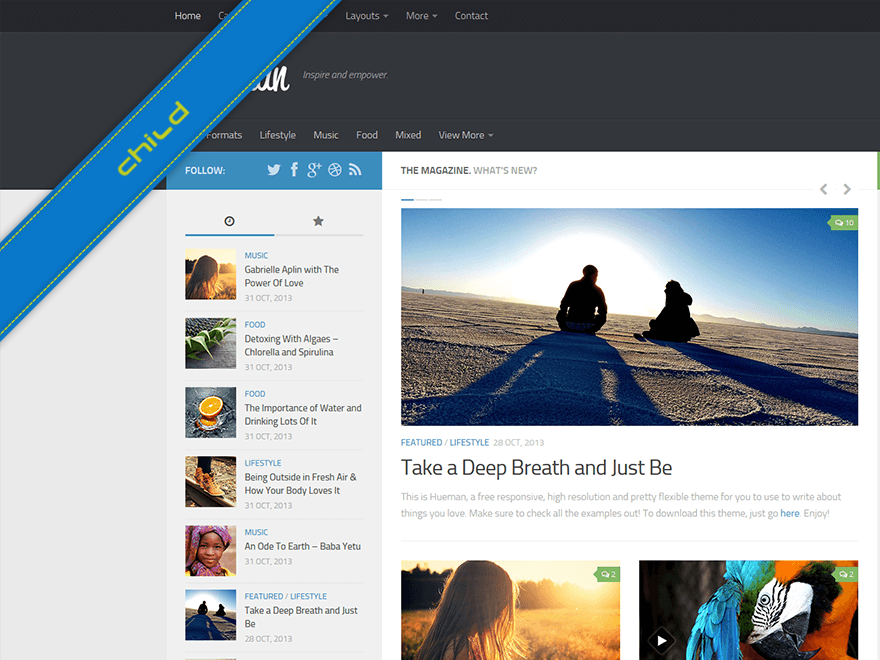 Home
Layouts
More
Contact
Inspire and empower.
Formats
Lifestyle
Music
Food
Mixed
View More
child
FOLLOW:
THE MAGAZINE. WHAT'S NEW?
MUSIC
Gabrielle Aplin with The
Power Of Love
31 OCT, 2013
FOOD
Detoxing With Algaes –
Chlorella and Spirulina
31 OCT, 2013
FOOD
The Importance of Water and
Drinking Lots Of It
31 OCT, 2013
LIFESTYLE
Being Outside in Fresh Air &
How Your Body Loves It
31 OCT, 2013
MUSIC
An Ode To Earth – Baba Yetu
31 OCT, 2013
FEATURED / LIFESTYLE
Take a Deep Breath and Just
Be
28 OCT, 2013
10
FEATURED / LIFESTYLE 28 OCT, 2013
Take a Deep Breath and Just Be
This is Hueman, a free responsive, high resolution and pretty flexible theme for you to use to write about
things you love. Make sure to check all the examples out! To download this theme, just go here. Enjoy!
2
2